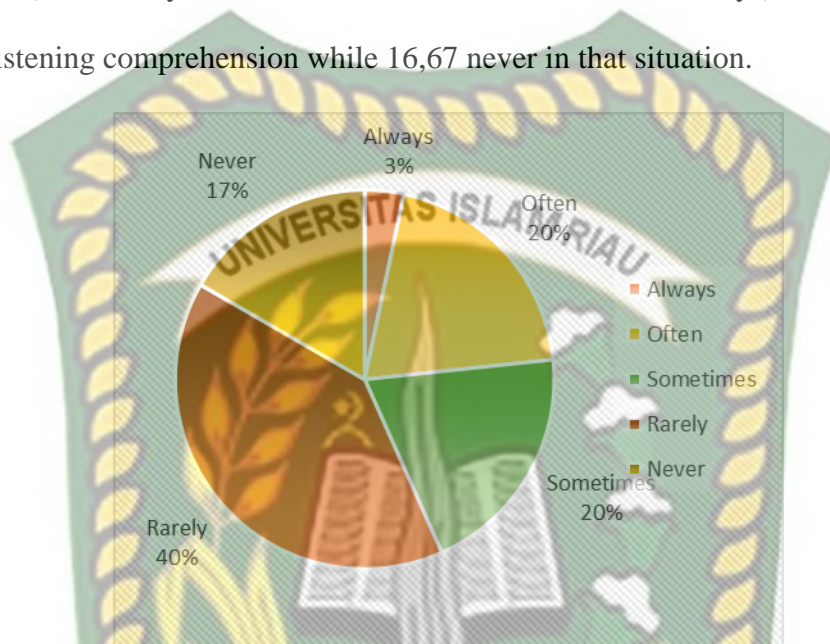 istening comprehension while 16,67 never in that situation.
Always
3%
Never
17%
Often
20%
UNIVERSITAS ISLAM RIAU
Always
Often
Sometimes
Rarely
Never
Sometimes
20%
Rarely
40%